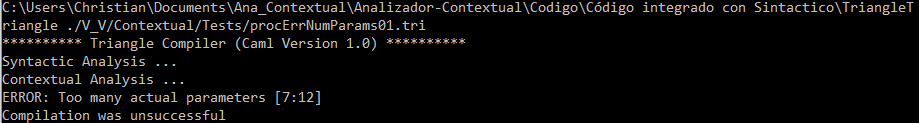 C:\Users\Christian\Documents\Ana_Contextual\Analizador-Contextual\Codigo\Código integrado con Sintactico\TriangleT
riangle ./V_V/Contextual/Tests/procErrNumParams01.tri
********** Triangle Compiler (Caml Version 1.0) **********
Syntactic Analysis ...
Contextual Analysis ...
ERROR: Too many actual parameters [7:12]
Compilation was unsuccessful